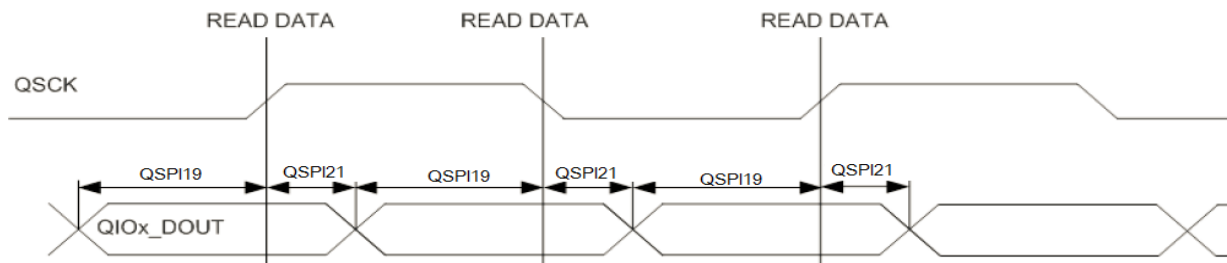 READ DATA READ DATA READ DATA
QSCK
QSPI19 QSPI21 QSPI19 QSPI21 QSPI19 QSPI21
QIOx_DOUT